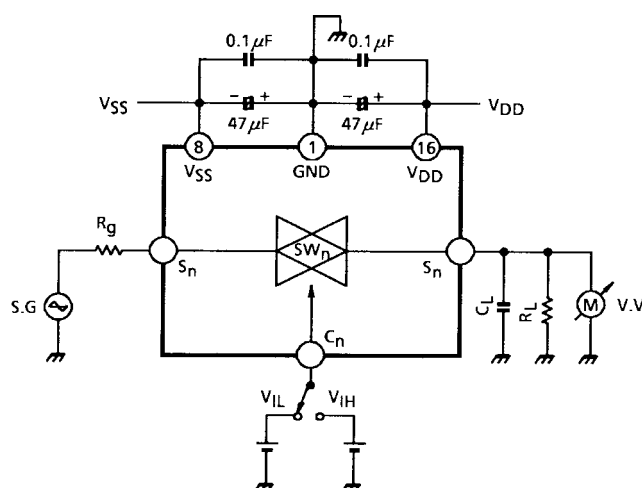 0.1μF 0.1μF
VSS - + - + VDD
47μF 47μF
8 1 16
VSS GND VDD
Rg SWn
Sn Sn
S.G CL RL M V.V
Cn
VIL VIH